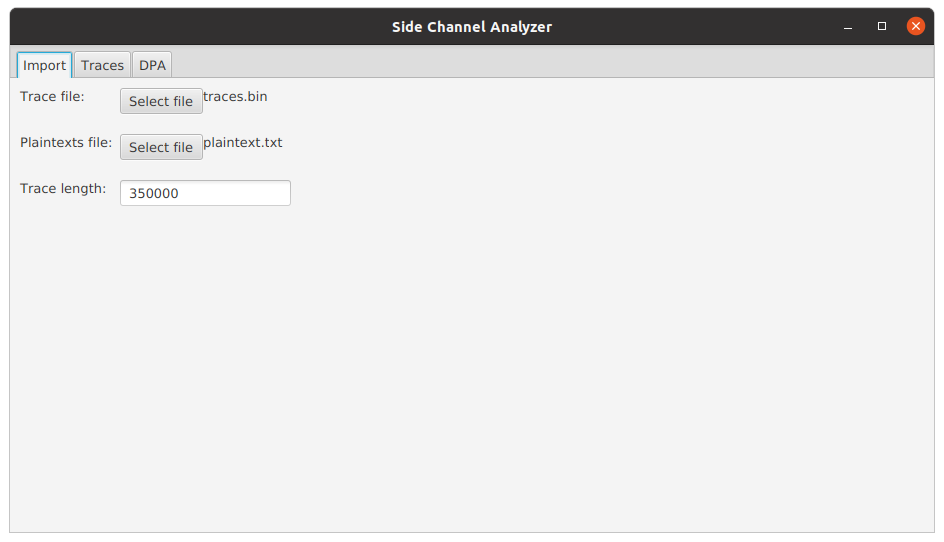 Side Channel Analyzer
Import Traces DPA
Trace file: Select file traces.bin
Plaintexts file: Select file plaintext.txt
Trace length: 350000